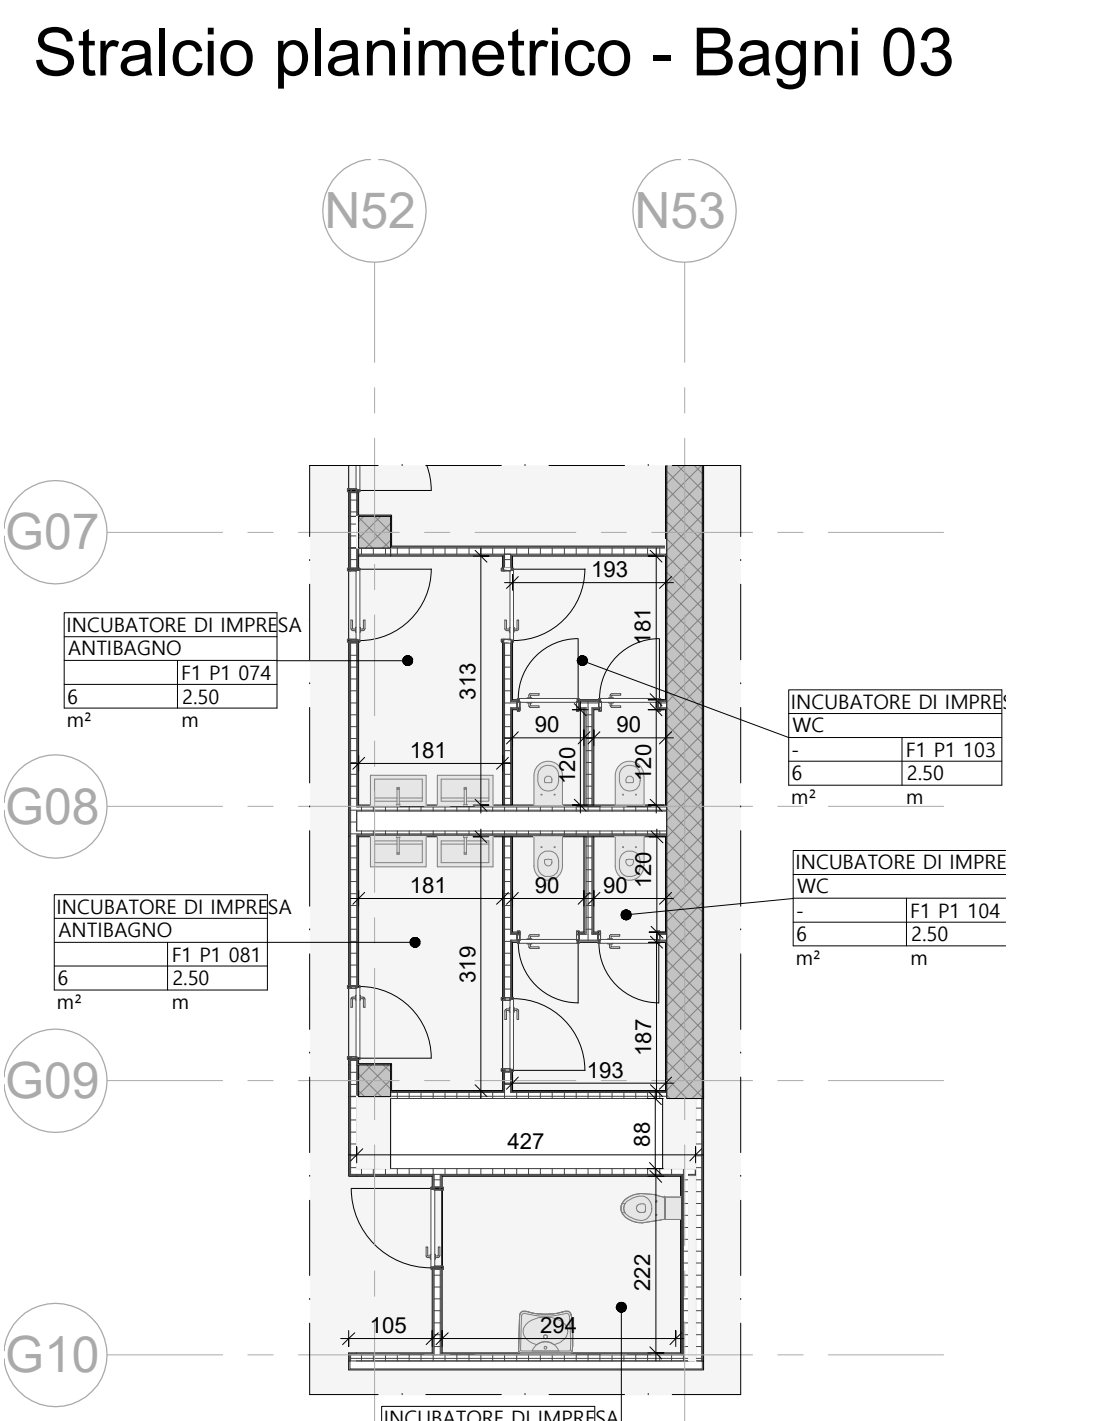 Stralcio planimetrico - Bagni 03
N52
N53
G07
193
INCUBATORE DI IMPRESA
ANTIBAGNO
F1 P1 074
6 2.50
m² m
181
313
INCUBATORE DI IMPRES
WC
- F1 P1 103
6 2.50
m² m
90
90
181
120
120
G08
INCUBATORE DI IMPRE
WC
- F1 P1 104
6 2.50
m² m
120
181
90
90
INCUBATORE DI IMPRESA
ANTIBAGNO
F1 P1 081
6 2.50
m² m
319
187
G09
193
88
427
222
105
294
G10
INCUBATORE DI IMPRESA